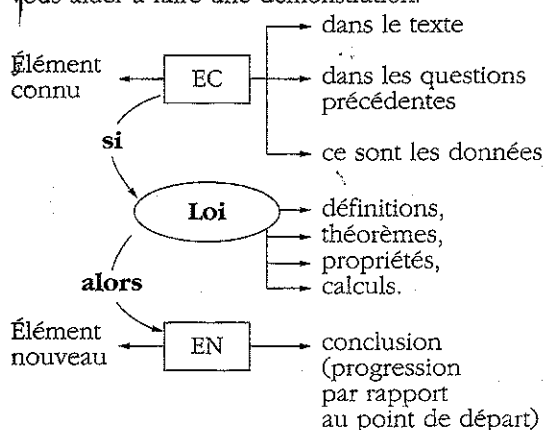 vous aider à faire une démonstration.
dans le texte
Élément
connu
EC
dans les questions
précédentes
si
ce sont les données
Loi
définitions,
théorèmes,
propriétés,
calculs.
alors
Élément
nouveau
EN
conclusion
(progression
par rapport
au point de départ)